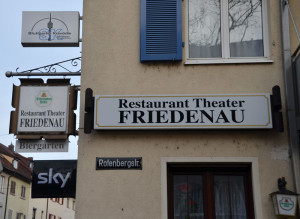 Restaurant Theater
FRIEDENAU
Restaurant Theater
FRIEDENAU
Biergarten
sky
Rotenbergstr.